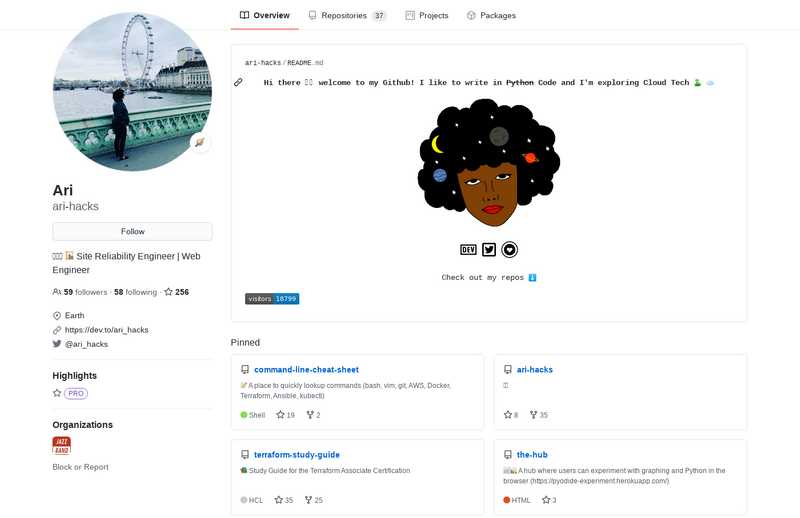 Overview
Repositories 37
Projects
Packages
Ari
ari-hacks
Follow
Site Reliability Engineer | Web
Engineer
59 followers · 58 following · 256
Earth
https://dev.to/ari_hacks
@ari_hacks
Highlights
PRO
Organizations
JAZZ
BAND
Block or Report
ari-hacks/README.md
Hi there welcome to my Github! I like to write in Python Code and I'm exploring Cloud Tech
DEV
Check out my repos
visitors 18799
Pinned
command-line-cheat-sheet
A place to quickly lookup commands (bash, vim, git, AWS, Docker,
Terraform, Ansible, kubectl)
Shell 19 2
ari-hacks
8 35
terraform-study-guide
Study Guide for the Terraform Associate Certification
HCL 35 25
the-hub
A hub where users can experiment with graphing and Python in the
browser (https://pyodide-experiment.herokuapp.com/)
HTML 3